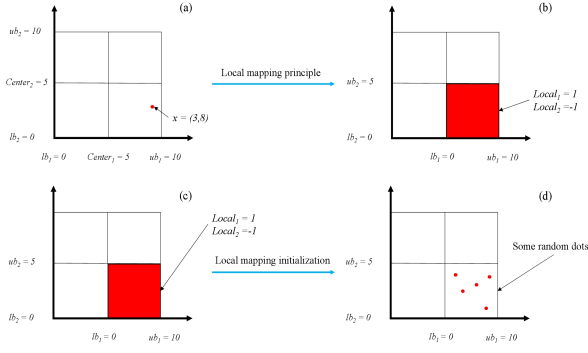 (a)
ub2 = 10
Center2 = 5
lb2 = 0
x = (3,8)
lb1 = 0
Center1 = 5
ub1 = 10
Local mapping principle
(b)
ub2 = 5
lb2 = 0
Local1 = 1
Local2 =-1
lb1 = 0
ub1 = 10
(c)
ub2 = 5
lb2 = 0
Local1 = 1
Local2 =-1
lb1 = 0
ub1 = 10
Local mapping initialization
(d)
Some random dots
ub2 = 5
lb2 = 0
lb1 = 0
ub1 = 10